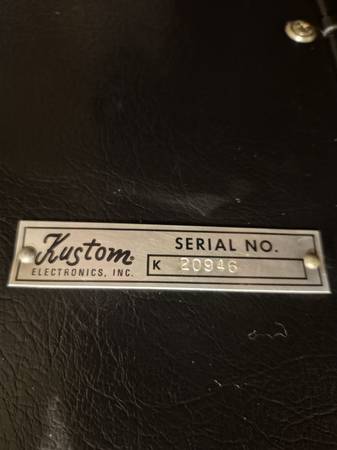 Kustom
ELECTRONICS, INC.
SERIAL NO.
K 20946